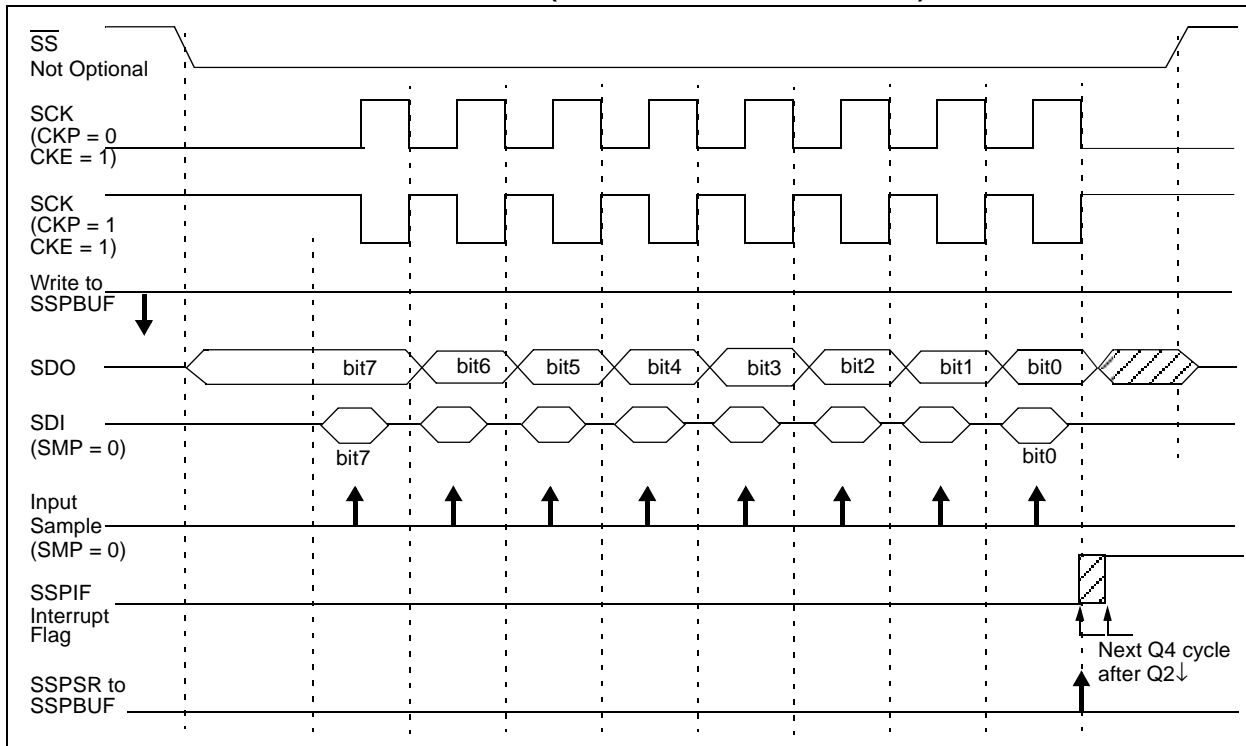 SS
Not Optional
SCK
(CKP = 0
CKE = 1)
SCK
(CKP = 1
CKE = 1)
Write to
SSPBUF
SDO
bit7 bit6 bit5 bit4 bit3 bit2 bit1 bit0
SDI
(SMP = 0)
bit7 bit0
Input
Sample
(SMP = 0)
SSPIF
Interrupt
Flag
Next Q4 cycle
after Q2↓
SSPSR to
SSPBUF